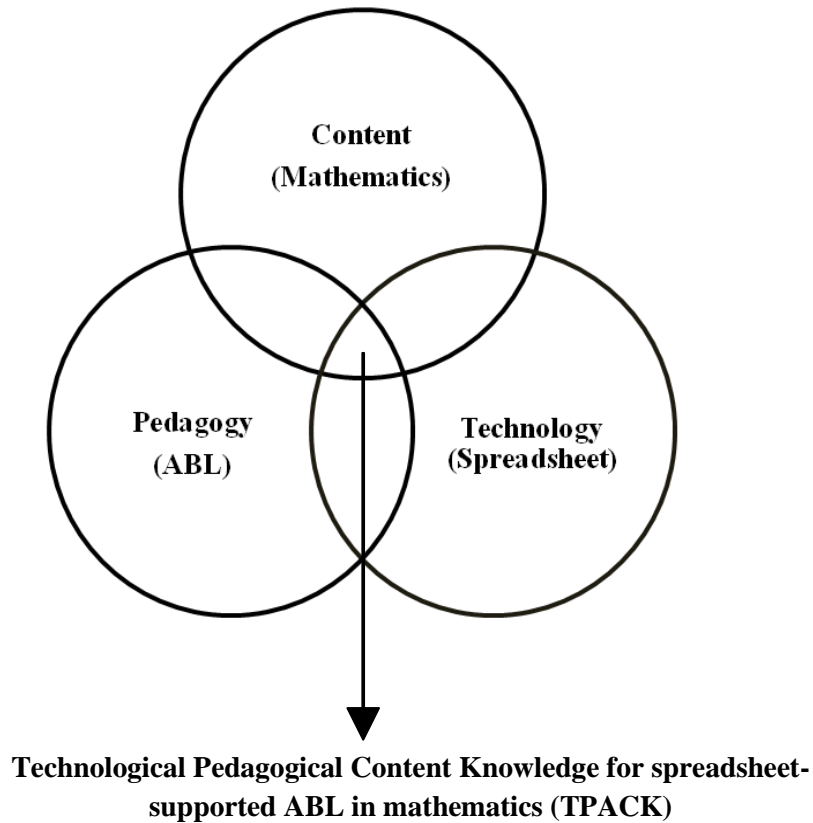 Content
(Mathematics)
Pedagogy
(ABL)
Technology
(Spreadsheet)
Technological Pedagogical Content Knowledge for spreadsheet-
supported ABL in mathematics (TPACK)